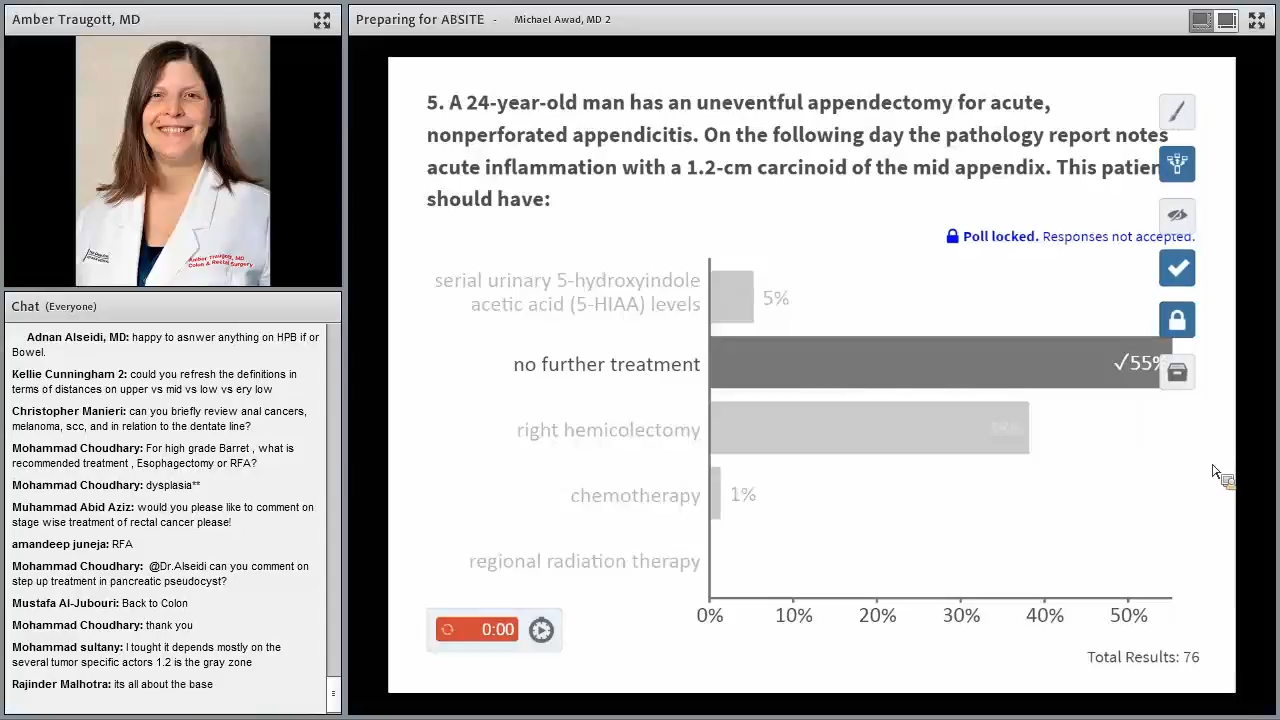 Amber Traugott, MD
Amber Traugott, MD
Colon & Rectal Surgery
Chat (Everyone)
Adnan Alseidi, MD: happy to asnwer anything on HPB if or
Bowel.
Kellie Cunningham 2: could you refresh the definitions in
terms of distances on upper vs mid vs low vs ery low
Christopher Manieri: can you briefly review anal cancers,
melanoma, scc, and in relation to the dentate line?
Mohammad Choudhary: For high grade Barret , what is
recommended treatment , Esophagectomy or RFA?
Mohammad Choudhary: dysplasia**
Muhammad Abid Aziz: would you please like to comment on
stage wise treatment of rectal cancer please!
amandeep juneja: RFA
Mohammad Choudhary: @Dr.Alseidi can you comment on
step up treatment in pancreatic pseudocyst?
Mustafa Al-Jubouri: Back to Colon
Mohammad Choudhary: thank you
Mohammad sultany: I tought it depends mostly on the
several tumor specific actors 1.2 is the gray zone
Rajinder Malhotra: its all about the base
Preparing for ABSITE - Michael Awad, MD 2
5. A 24-year-old man has an uneventful appendectomy for acute,
nonperforated appendicitis. On the following day the pathology report notes
acute inflammation with a 1.2-cm carcinoid of the mid appendix. This patien
should have:
Poll locked. Responses not accepted.
serial urinary 5-hydroxyindole
acetic acid (5-HIAA) levels
5%
no further treatment
✓55%
right hemicolectomy
chemotherapy
1%
regional radiation therapy
0% 10% 20% 30% 40% 50%
0:00
Total Results: 76